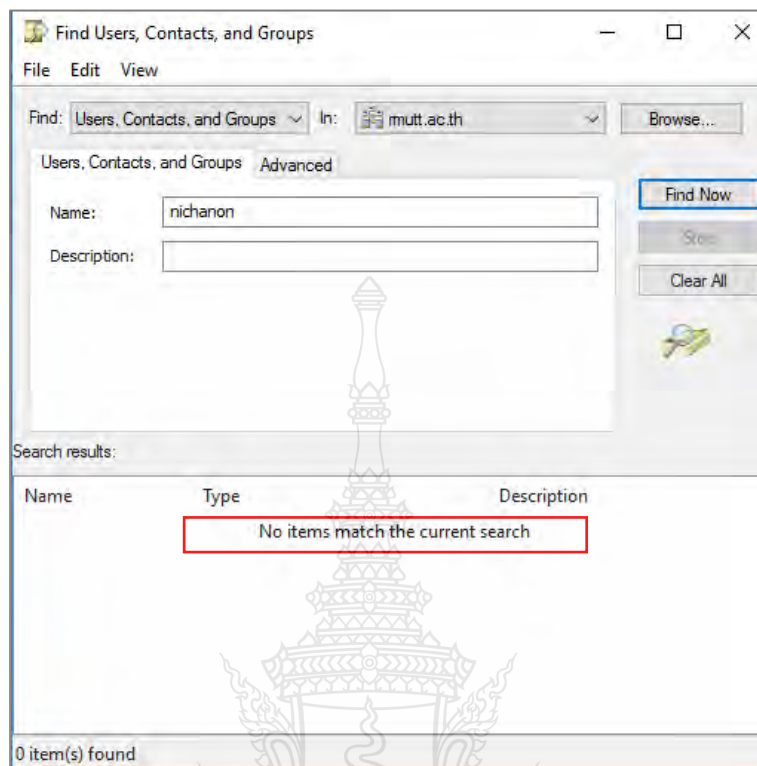 Find Users, Contacts, and Groups
File Edit View
Find: Users, Contacts, and Groups In: rmutt.ac.th Browse...
Users, Contacts, and Groups Advanced
Find Now
Name: nichanon
Stop
Description:
Clear All
Search results:
Name Type Description
No items match the current search
0 item(s) found